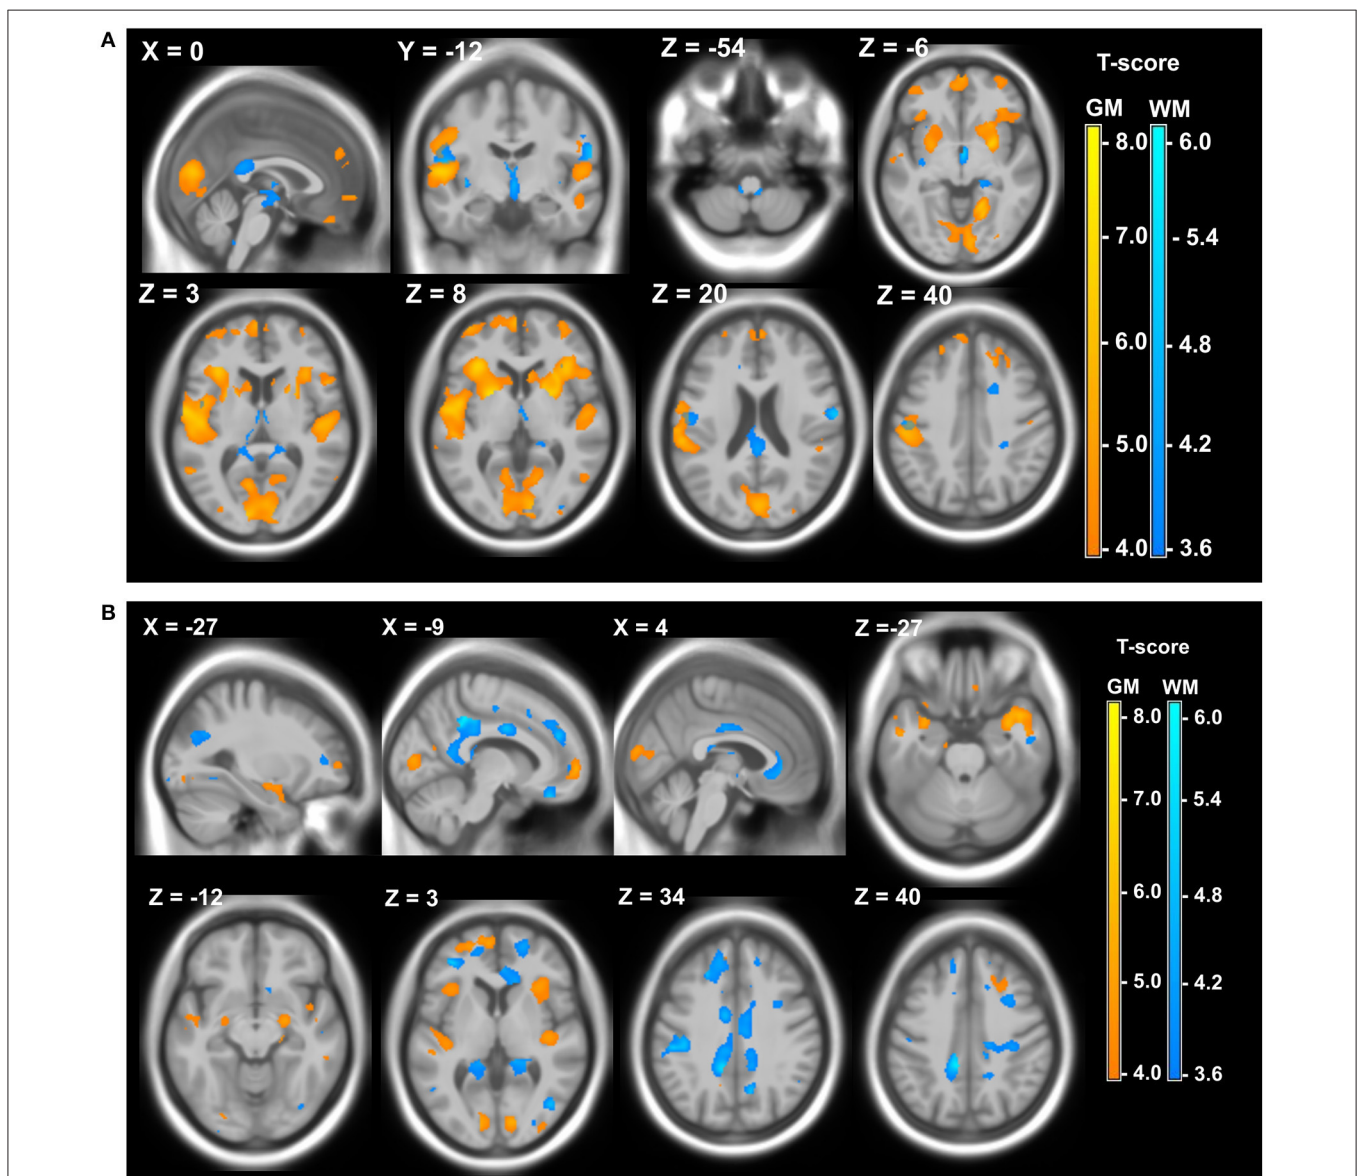 A
X = 0
Y = -12
Z = -54
Z = -6
T-score
GM WM
8.0
7.0
6.0
5.0
4.0
6.0
5.4
4.8
4.2
3.6
Z = 3
Z = 8
Z = 20
Z = 40
B
X = -27
X = -9
X = 4
Z =-27
T-score
GM WM
8.0
7.0
6.0
5.0
4.0
6.0
5.4
4.8
4.2
3.6
Z = -12
Z = 3
Z = 34
Z = 40